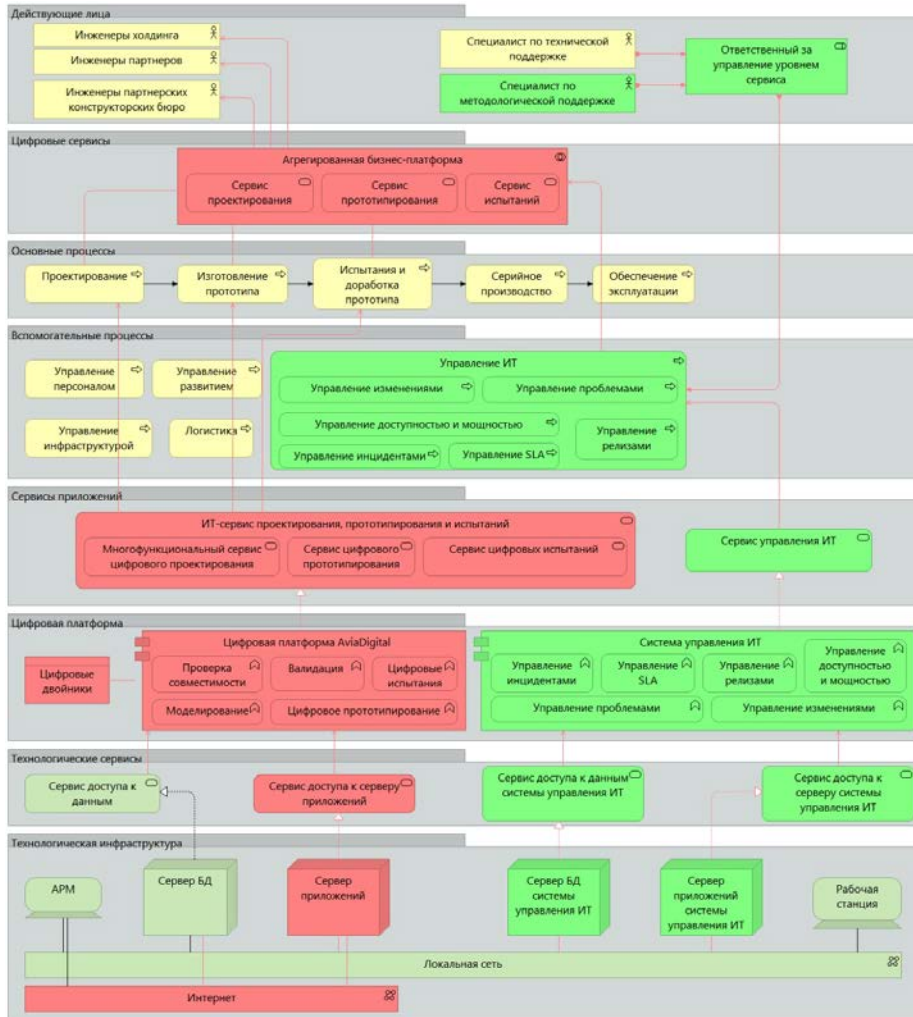 Действующие лица
Инженеры холдинга
Инженеры партнеров
Инженеры партнерских
конструкторских бюро
Специалист по технической
поддержке
Специалист по
методологической поддержке
Ответственный за
управление уровнем
сервиса
Цифровые сервисы
Агрегированная бизнес-платформа
Сервис
проектирования
Сервис
прототипирования
Сервис
испытаний
Основные процессы
Проектирование
Изготовление
прототипа
Испытания и
доработка
прототипа
Серийное
производство
Обеспечение
эксплуатации
Вспомогательные процессы
Управление
персоналом
Управление
развитием
Управление
инфраструктурой
Логистика
Управление ИТ
Управление изменениями
Управление проблемами
Управление доступностью и мощностью
Управление
релизами
Управление инцидентами
Управление SLA
Сервисы приложений
ИТ-сервис проектирования, прототипирования и испытаний
Многофункциональный сервис
цифрового проектирования
Сервис цифрового
прототипирования
Сервис цифровых испытаний
Сервис управления ИТ
Цифровая платформа
Цифровые
двойники
Цифровая платформа AviaDigital
Проверка
совместимости
Валидация
Цифровые
испытания
Моделирование
Цифровое прототипирование
Система управления ИТ
Управление
инцидентами
Управление
SLA
Управление
релизами
Управление
доступностью
и мощностью
Управление проблемами
Управление изменениями
Технологические сервисы
Сервис доступа к
данным
Сервис доступа к серверу
приложений
Сервис доступа к данным
системы управления ИТ
Сервис доступа к
серверу системы
управления ИТ
Технологическая инфраструктура
АРМ
Сервер БД
Сервер
приложений
Сервер БД
системы
управления ИТ
Сервер
приложений
системы
управления ИТ
Рабочая
станция
Локальная сеть
Интернет